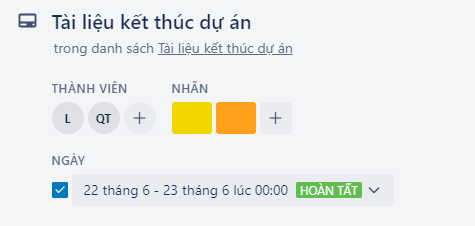 Tài liệu kết thúc dự án
trong danh sách Tài liệu kết thúc dự án
THÀNH VIÊN NHÃN
L QT + +
NGÀY
22 tháng 6 - 23 tháng 6 lúc 00:00 HOÀN TẤT